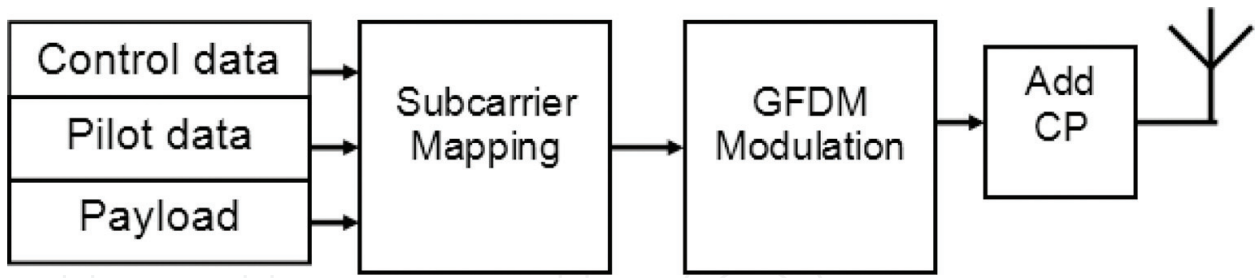 Control data
Pilot data
Payload
Subcarrier
Mapping
GFDM
Modulation
Add
CP